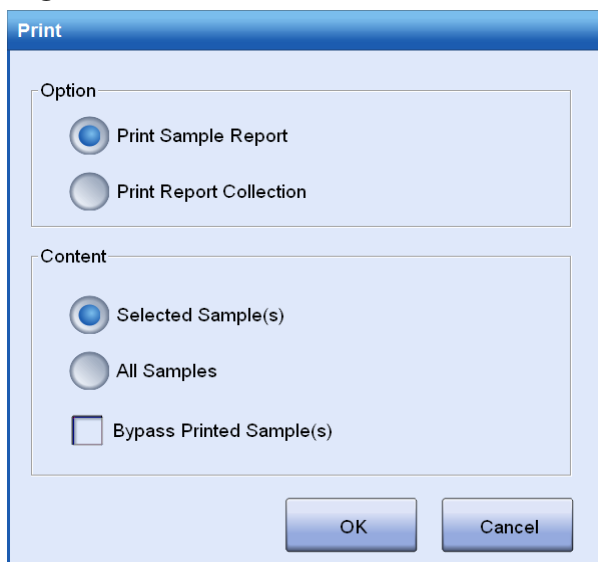 Print
Option
Print Sample Report
Print Report Collection
Content
Selected Sample(s)
All Samples
Bypass Printed Sample(s)
OK Cancel